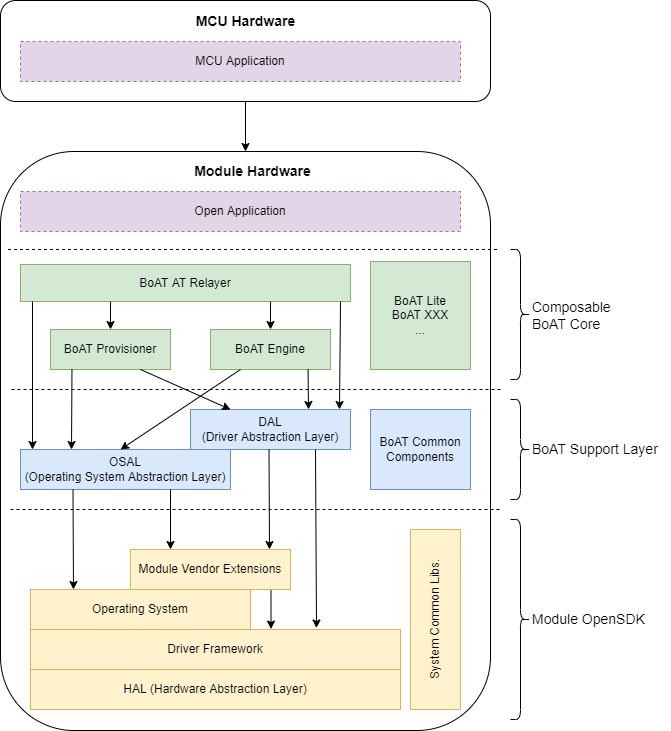 MCU Hardware
MCU Application
Module Hardware
Open Application
BoAT AT Relayer
BoAT Lite
BoAT XXX
...
BoAT Provisioner
BoAT Engine
Composable
BoAT Core
DAL
(Driver Abstraction Layer)
BoAT Common
Components
OSAL
(Operating System Abstraction Layer)
BoAT Support Layer
Module Vendor Extensions
Operating System
Driver Framework
HAL (Hardware Abstraction Layer)
System Common Libs.
Module OpenSDK